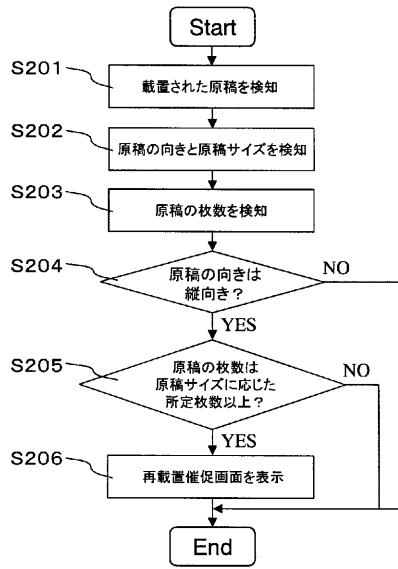 Start
S201
載置された原稿を検知
S202
原稿の向きと原稿サイズを検知
S203
原稿の枚数を検知
S204
原稿の向きは
縦向き？
NO
YES
S205
原稿の枚数は
原稿サイズに応じた
所定枚数以上？
NO
YES
S206
再載置催促画面を表示
End